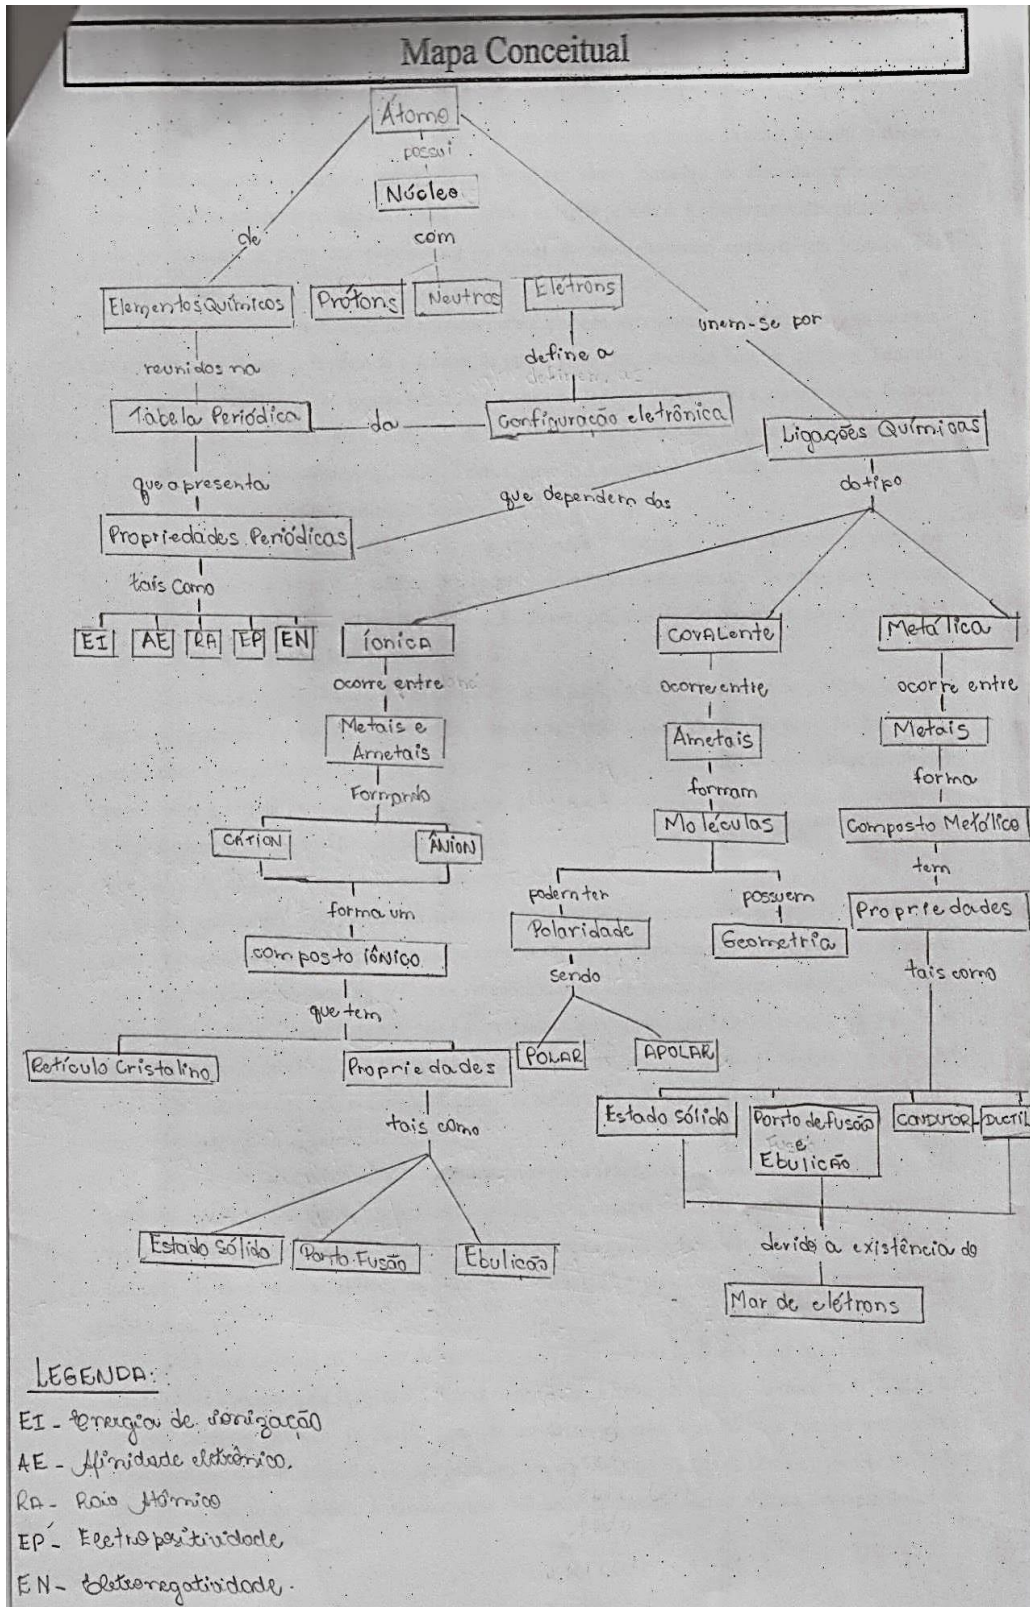 Mapa Conceitual
Átomo
possui
Núcleo
de
com
Elementos Químicos
Prótons
Neutros
Elétrons
unem-se por
reunidos na
define a
Tabela Periódica
da
Configuração eletrônica
Ligações Químicas
que apresenta
que dependem das
do tipo
Propriedades Periódicas
tais como
EI
AE
RA
EP
EN
íonica
COVALente
Metálica
ocorre entre
ocorre entre
ocorre entre
Metais e
Ametais
Ametais
Metais
Formando
formam
forma
CÁTION
ÂNION
Moléculas
Composto Metálico
tem
forma um
podem ter
possuem
Propriedades
composto iônico
Polaridade
Geometria
tais como
que tem
sendo
Retículo Cristalino
Propriedades
POLAR
APOLAR
tais como
Estado Sólido
Ponto de fusão
e
Ebulicão
CONDUTOR
DUCTIL
Estado Sólido
Ponto Fusão
Ebulicão
devido a existência do
Mar de elétrons
LEGENDA:
EI - Energia de ionização
AE - Afinidade eletrônica.
RA - Raio Atômico
EP - Eletropositividade
EN - Eletronegatividade.